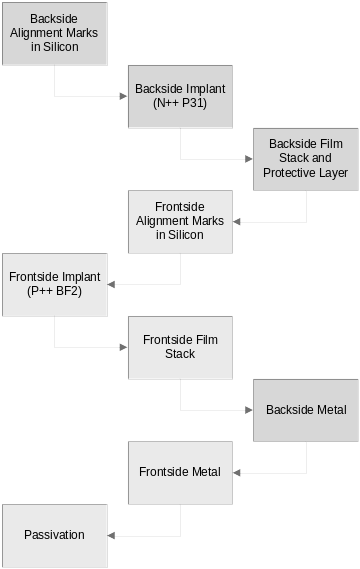 Backside
Alignment Marks
in Silicon
Backside Implant
(N++ P31)
Backside Film
Stack and
Protective Layer
Frontside
Alignment Marks
in Silicon
Frontside Implant
(P++ BF2)
Frontside Film
Stack
Backside Metal
Frontside Metal
Passivation